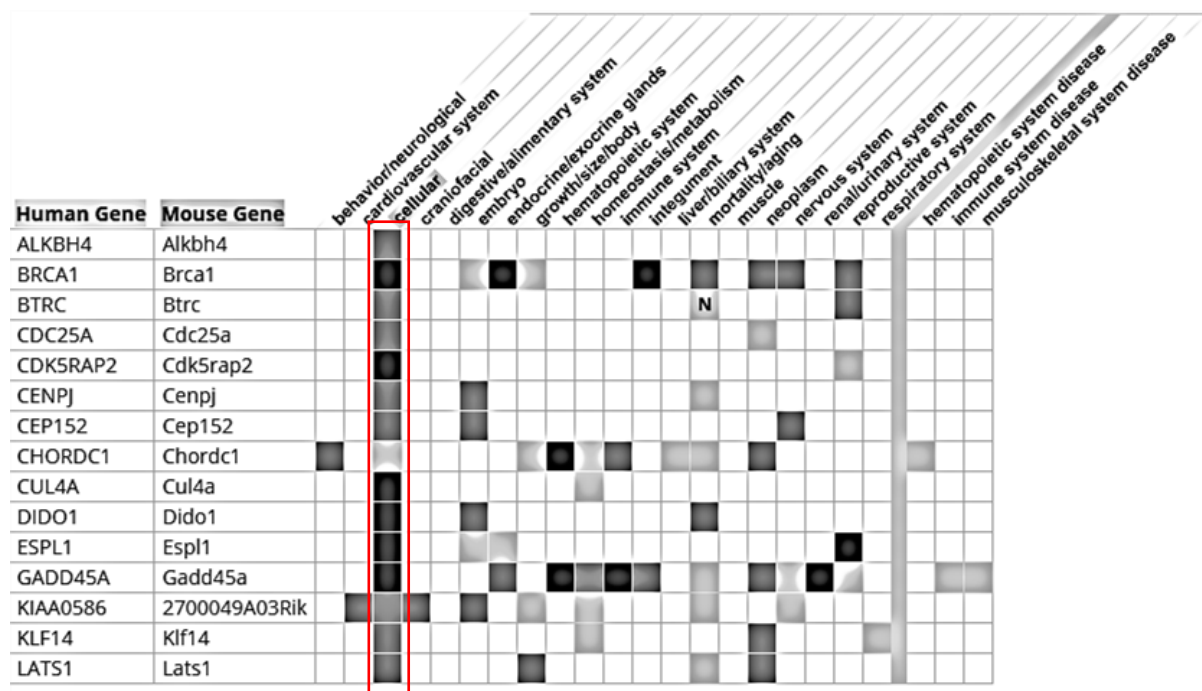 behavior/neurological
cardiovascular system
cellular
craniofacial
digestive/alimentary system
embryo
endocrine/exocrine glands
growth/size/body
hematopoietic system
homeostasis/metabolism
immune system
integument
liver/biliary system
mortality/aging
muscle
neoplasm
nervous system
renal/urinary system
reproductive system
respiratory system
hematopoietic system disease
immune system disease
musculoskeletal system disease
Human Gene Mouse Gene
ALKBH4 Alkbh4
BRCA1 Brca1
BTRC Btrc N
CDC25A Cdc25a
CDK5RAP2 Cdk5rap2
CENPJ Cenpj
CEP152 Cep152
CHORDC1 Chordc1
CUL4A Cul4a
DIDO1 Dido1
ESPL1 Espl1
GADD45A Gadd45a
KIAA0586 2700049A03Rik
KLF14 Klf14
LATS1 Lats1